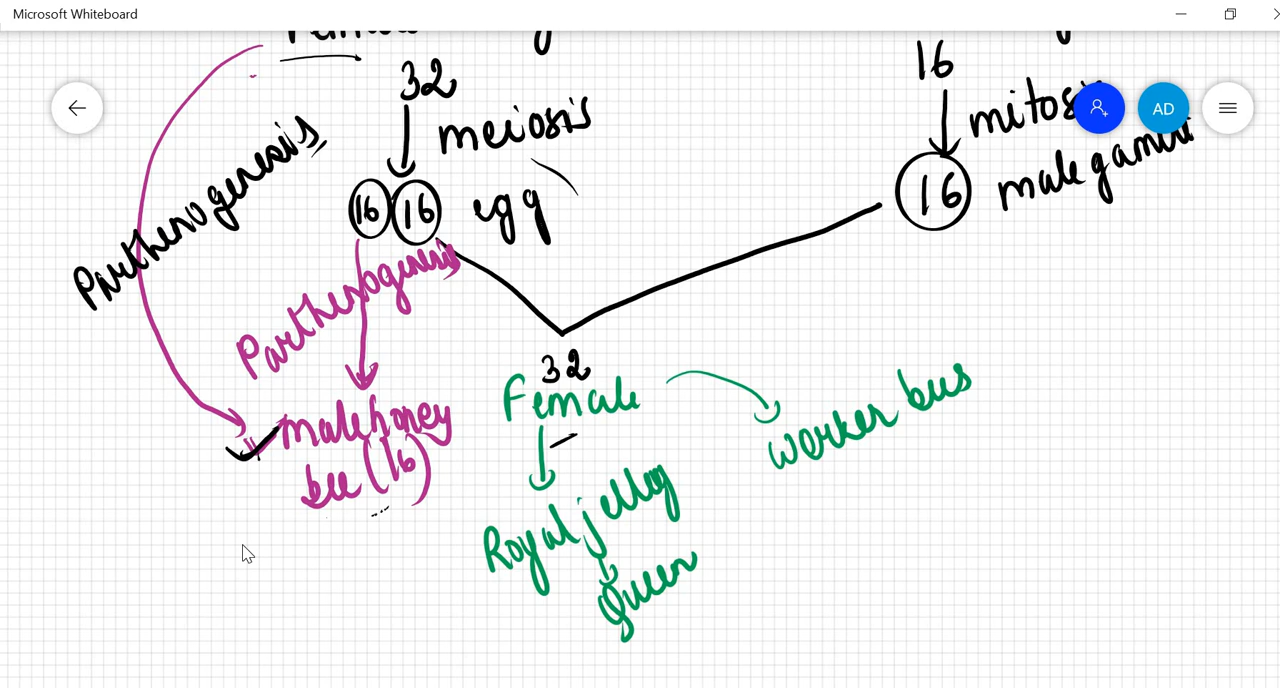 Microsoft Whiteboard
32
16
meiosis
mitosis
AD
Parthenogenesis
16 16 egg
16 male gamete
Parthenogenesis
32
Female
worker bees
male honey
bee (16)
Royal jelly
Queen